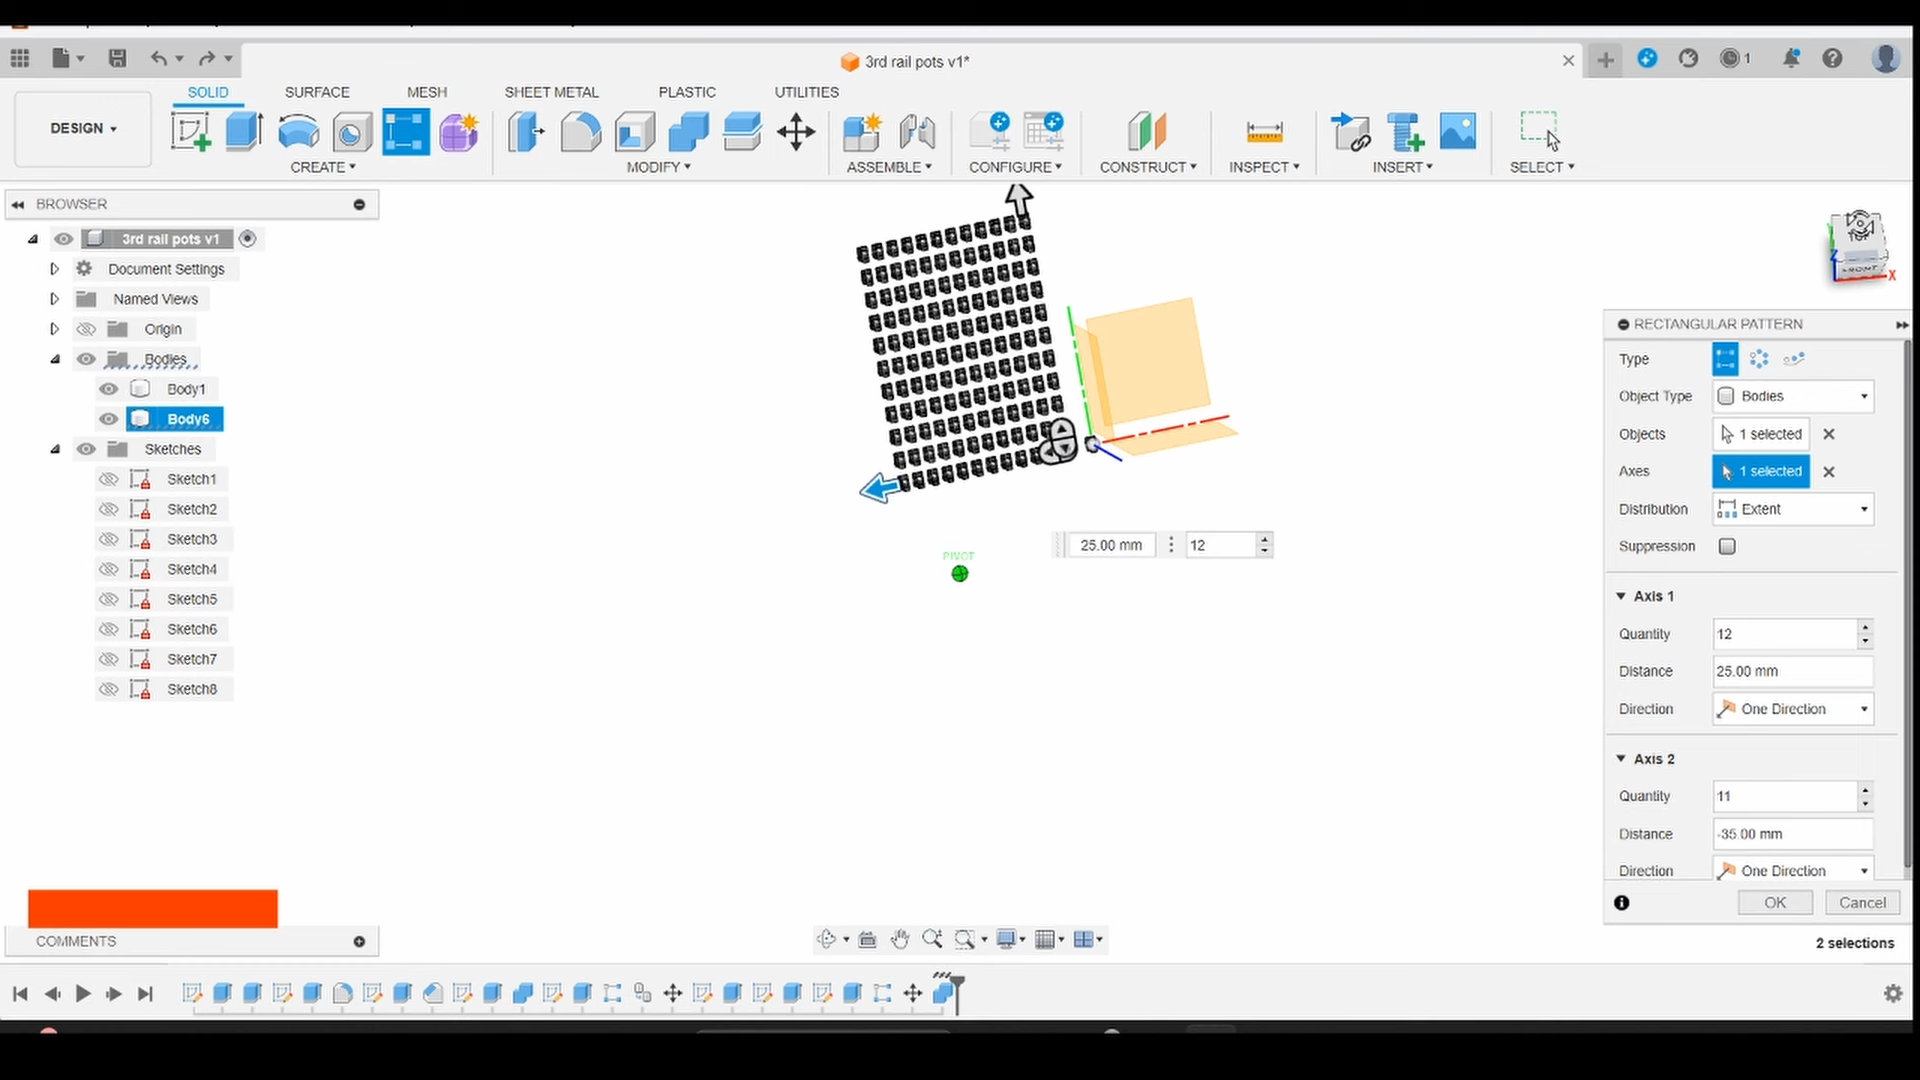 3rd rail pots v1*
1
DESIGN
SOLID
SURFACE
MESH
SHEET METAL
PLASTIC
UTILITIES
CREATE
MODIFY
ASSEMBLE
CONFIGURE
CONSTRUCT
INSPECT
INSERT
SELECT
BROWSER
3rd rail pots v1
Document Settings
Named Views
Origin
Bodies
Body1
Body6
Sketches
Sketch1
Sketch2
Sketch3
Sketch4
Sketch5
Sketch6
Sketch7
Sketch8
COMMENTS
PIVOT
25.00 mm
12
TOP
FRONT
Z
X
RECTANGULAR PATTERN
Type
Object Type Bodies
Objects 1 selected
Axes 1 selected
Distribution Extent
Suppression
Axis 1
Quantity 12
Distance 25.00 mm
Direction One Direction
Axis 2
Quantity 11
Distance -35.00 mm
Direction One Direction
OK Cancel
2 selections